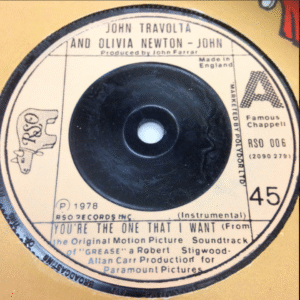 JOHN TRAVOLTA
AND OLIVIA NEWTON - JOHN
Produced by John Farrar
Made in
England
A
MARKETED BY POLYDOR LTD
Famous
Chappell
RSO
RSO 006
(2090 279)
45
Ⓟ 1978
RSO RECORDS INC.
(Instrumental)
YOU'RE THE ONE THAT I WANT (From
the Original Motion Picture Soundtrack
of "GREASE" a Robert Stigwood-
Allan Carr Production for
Paramount Pictures
BROADCASTING